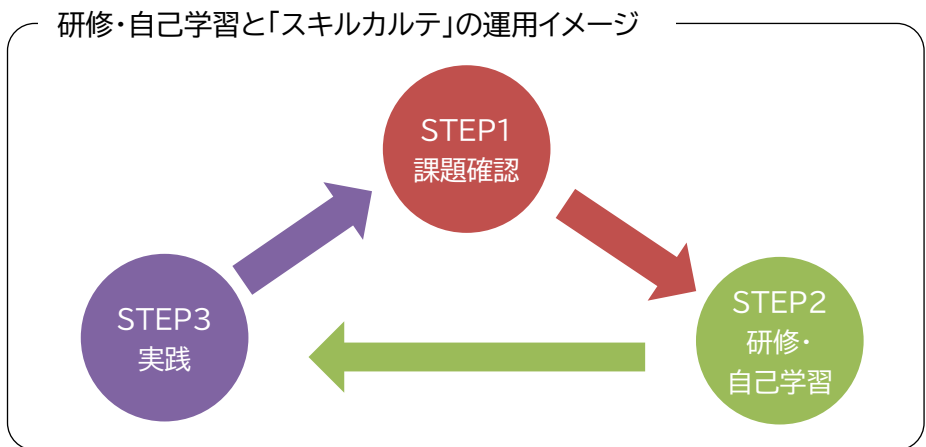 研修・自己学習と「スキルカルテ」の運用イメージ
STEP1
課題確認
STEP2
研修・
自己学習
STEP3
実践